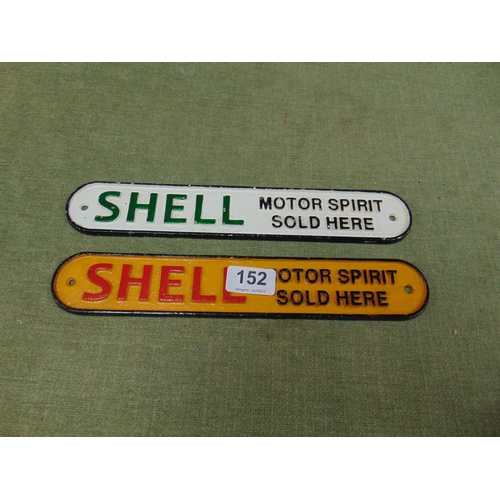 SHELL MOTOR SPIRIT
SOLD HERE
SHELL 152 OTOR SPIRIT
SOLD HERE